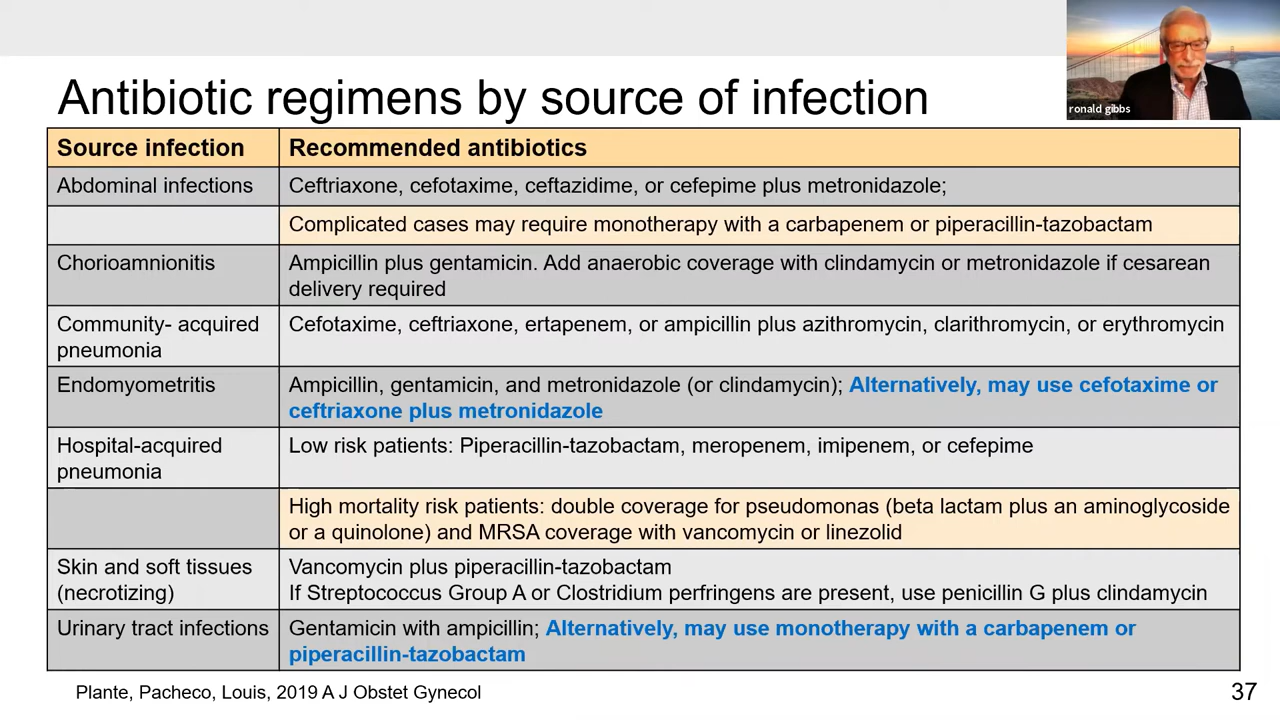 ronald gibbs
Antibiotic regimens by source of infection
Source infection
Recommended antibiotics
Abdominal infections
Ceftriaxone, cefotaxime, ceftazidime, or cefepime plus metronidazole;
Complicated cases may require monotherapy with a carbapenem or piperacillin-tazobactam
Chorioamnionitis
Ampicillin plus gentamicin. Add anaerobic coverage with clindamycin or metronidazole if cesarean
delivery required
Community- acquired
pneumonia
Cefotaxime, ceftriaxone, ertapenem, or ampicillin plus azithromycin, clarithromycin, or erythromycin
Endomyometritis
Ampicillin, gentamicin, and metronidazole (or clindamycin); Alternatively, may use cefotaxime or
ceftriaxone plus metronidazole
Hospital-acquired
pneumonia
Low risk patients: Piperacillin-tazobactam, meropenem, imipenem, or cefepime
High mortality risk patients: double coverage for pseudomonas (beta lactam plus an aminoglycoside
or a quinolone) and MRSA coverage with vancomycin or linezolid
Skin and soft tissues
(necrotizing)
Vancomycin plus piperacillin-tazobactam
If Streptococcus Group A or Clostridium perfringens are present, use penicillin G plus clindamycin
Urinary tract infections
Gentamicin with ampicillin; Alternatively, may use monotherapy with a carbapenem or
piperacillin-tazobactam
Plante, Pacheco, Louis, 2019 A J Obstet Gynecol
37